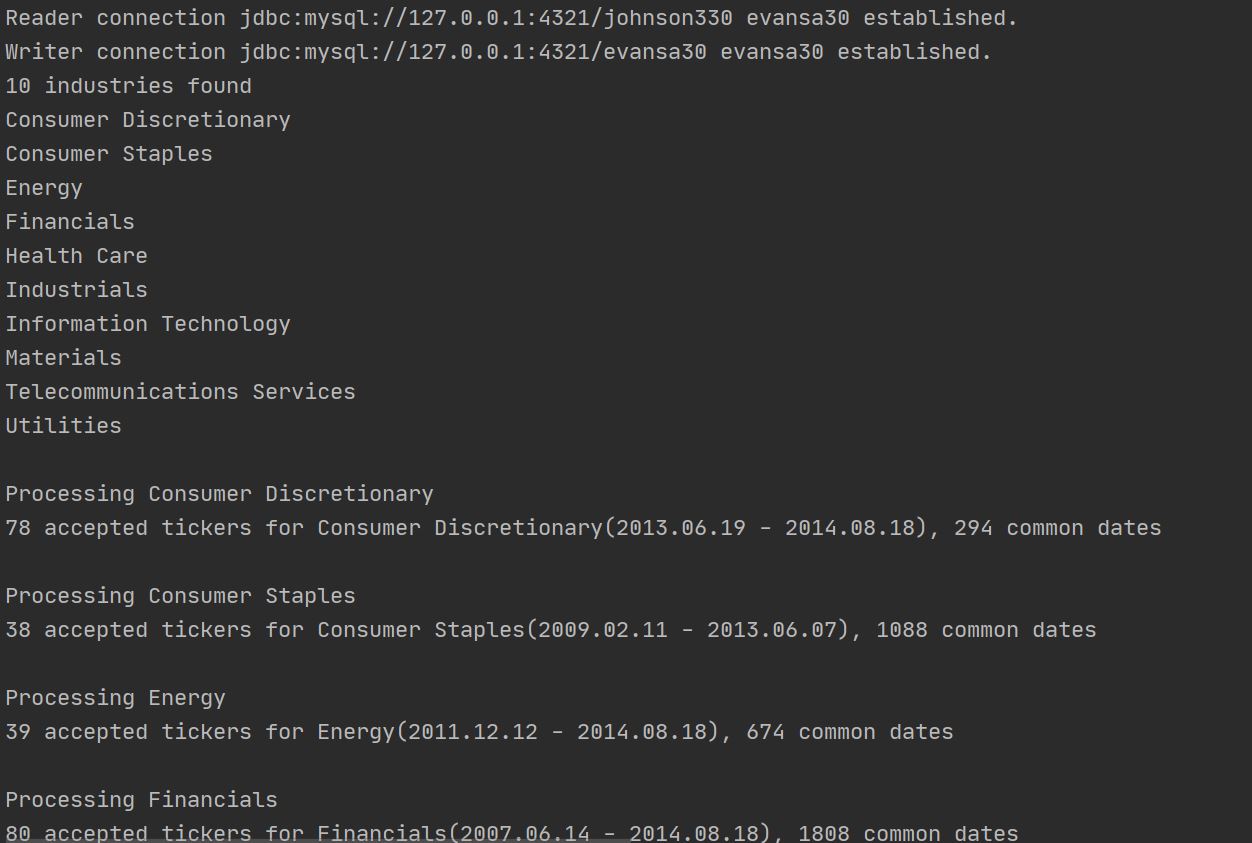 Reader connection jdbc:mysql://127.0.0.1:4321/johnson330 evansa30 established.
Writer connection jdbc:mysql://127.0.0.1:4321/evansa30 evansa30 established.
10 industries found
Consumer Discretionary
Consumer Staples
Energy
Financials
Health Care
Industrials
Information Technology
Materials
Telecommunications Services
Utilities
Processing Consumer Discretionary
78 accepted tickers for Consumer Discretionary(2013.06.19 - 2014.08.18), 294 common dates
Processing Consumer Staples
38 accepted tickers for Consumer Staples(2009.02.11 - 2013.06.07), 1088 common dates
Processing Energy
39 accepted tickers for Energy(2011.12.12 - 2014.08.18), 674 common dates
Processing Financials
80 accepted tickers for Financials(2007.06.14 - 2014.08.18), 1808 common dates